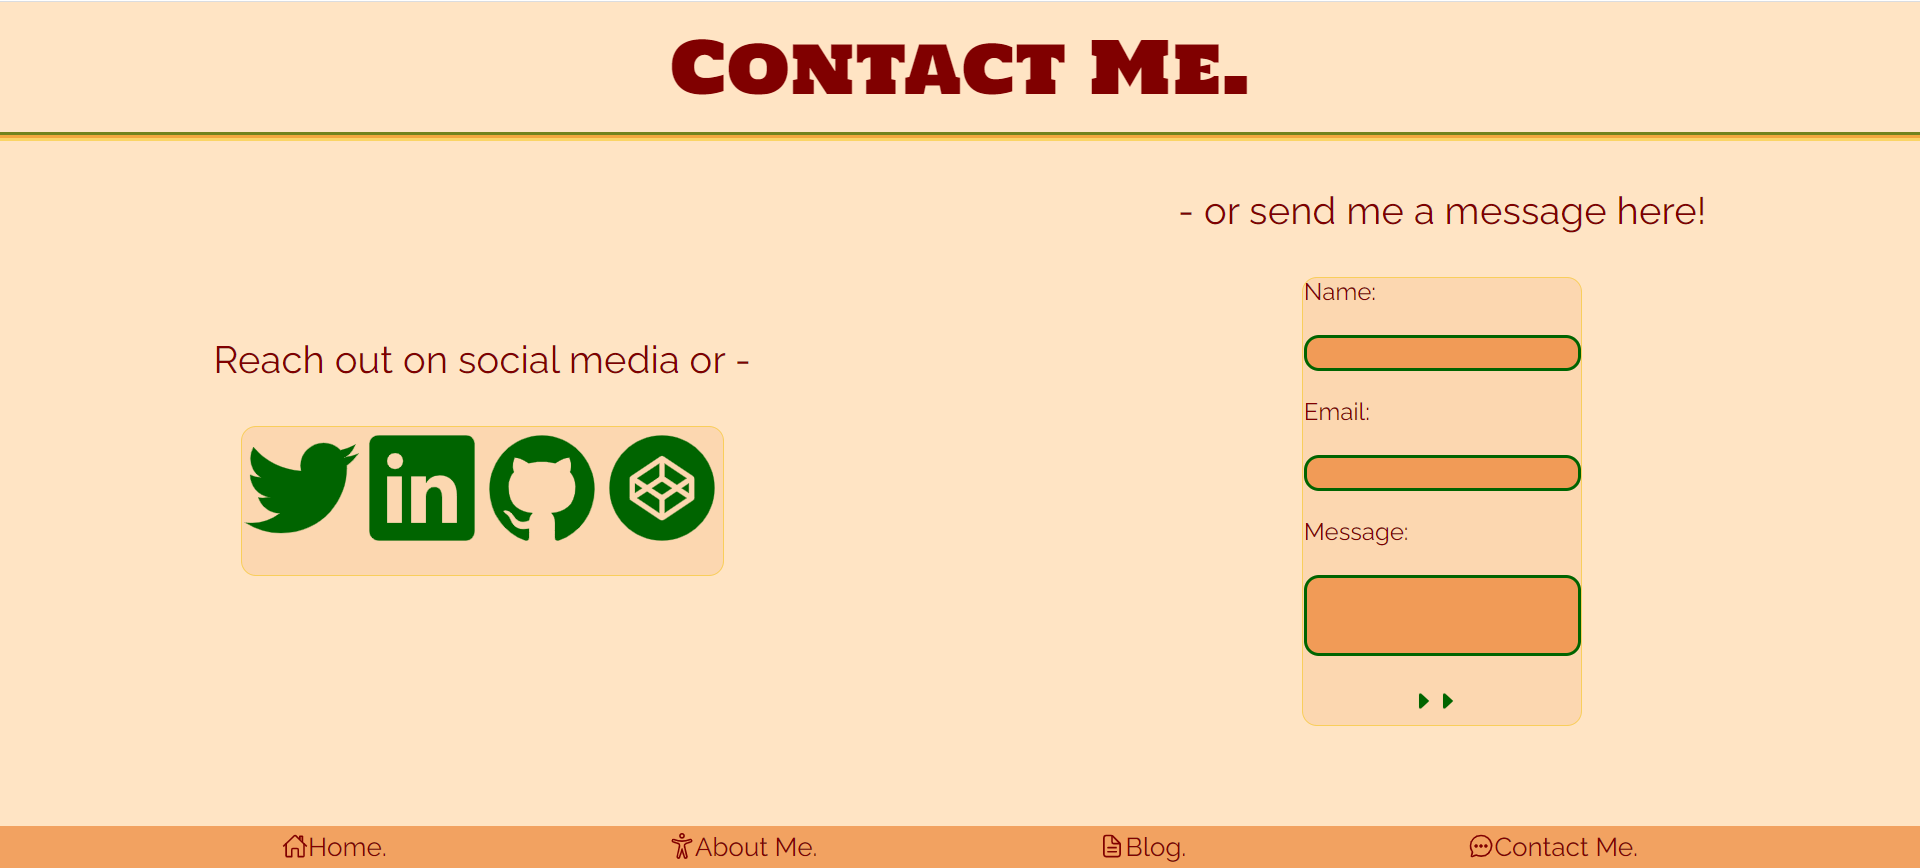 Contact Me.
Reach out on social media or -
in
- or send me a message here!
Name:
Email:
Message:
Home.
About Me.
Blog.
Contact Me.